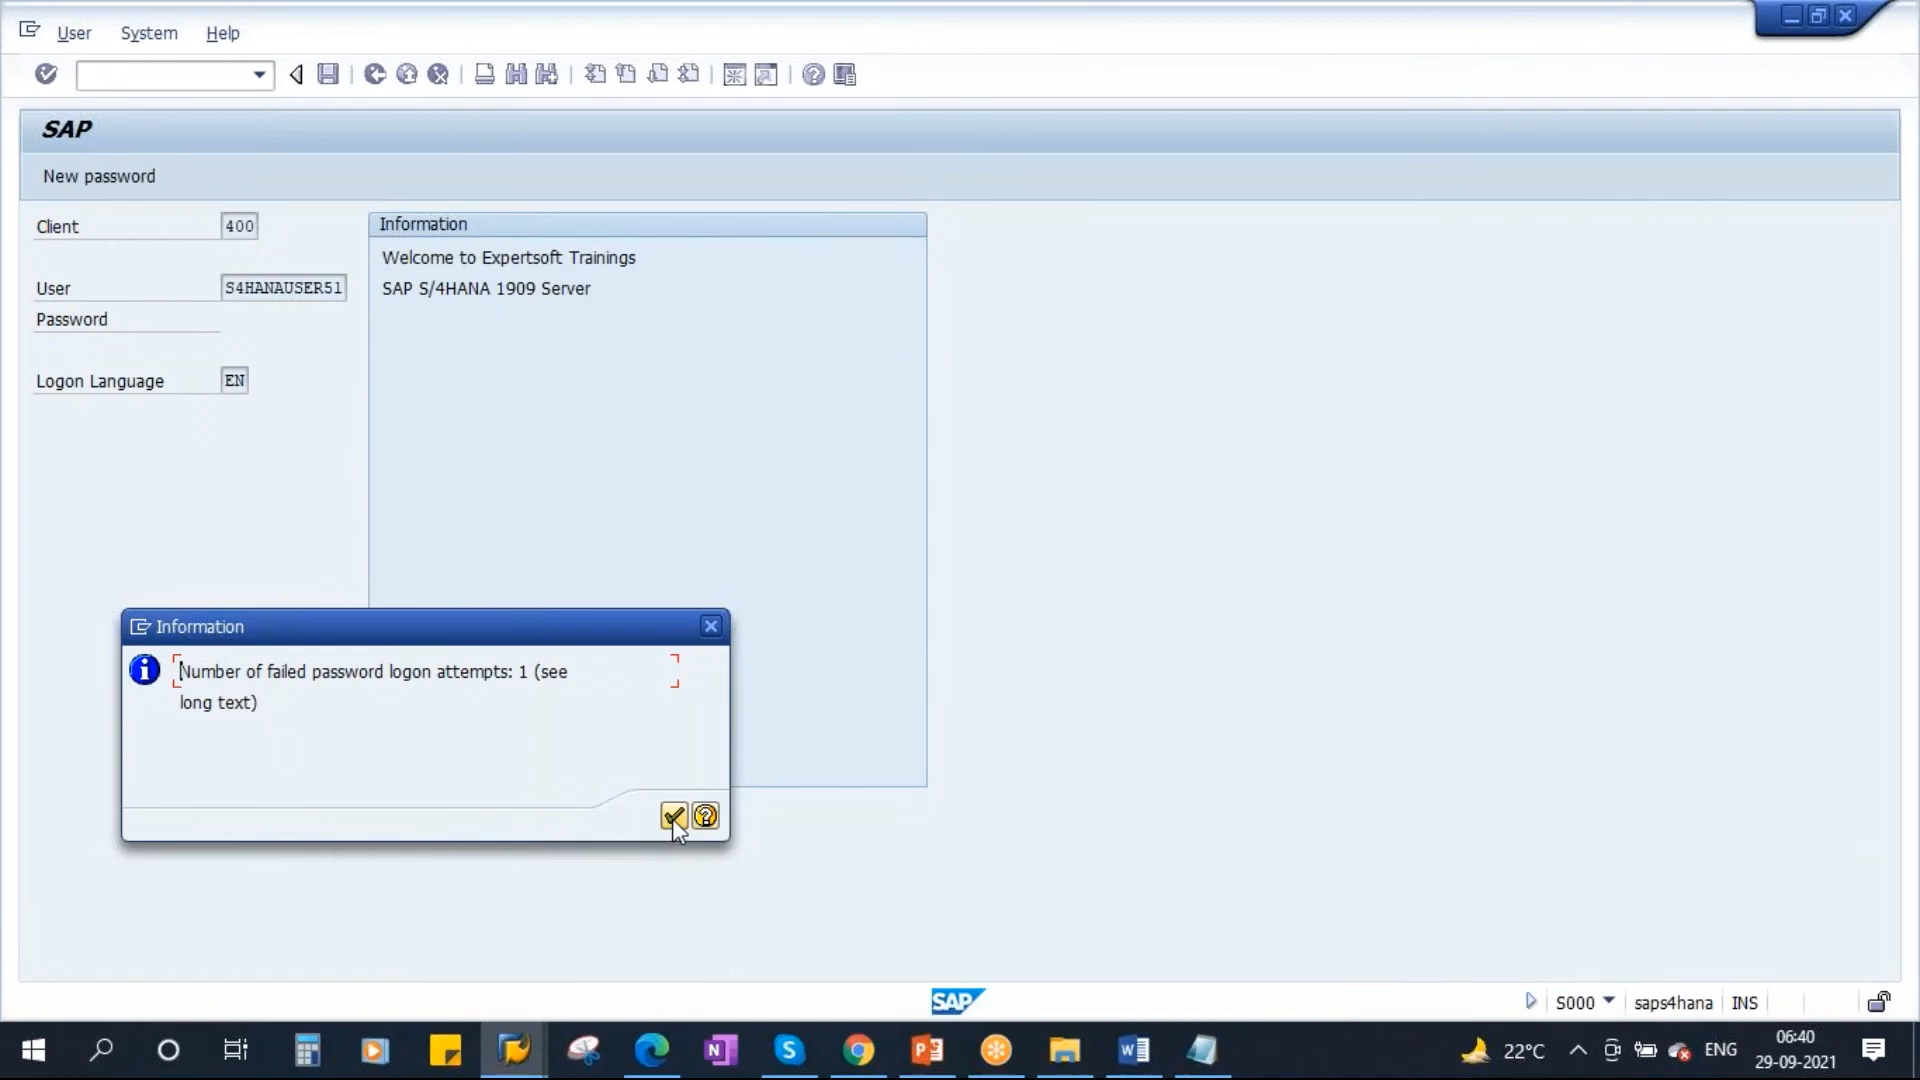 User System Help
SAP
New password
Client 400
User S4HANAUSER51
Password
Logon Language EN
Information
Welcome to Expertsoft Trainings
SAP S/4HANA 1909 Server
Information
Number of failed password logon attempts: 1 (see
long text)
SAP
S000 saps4hana INS
22°C ENG
06:40
29-09-2021